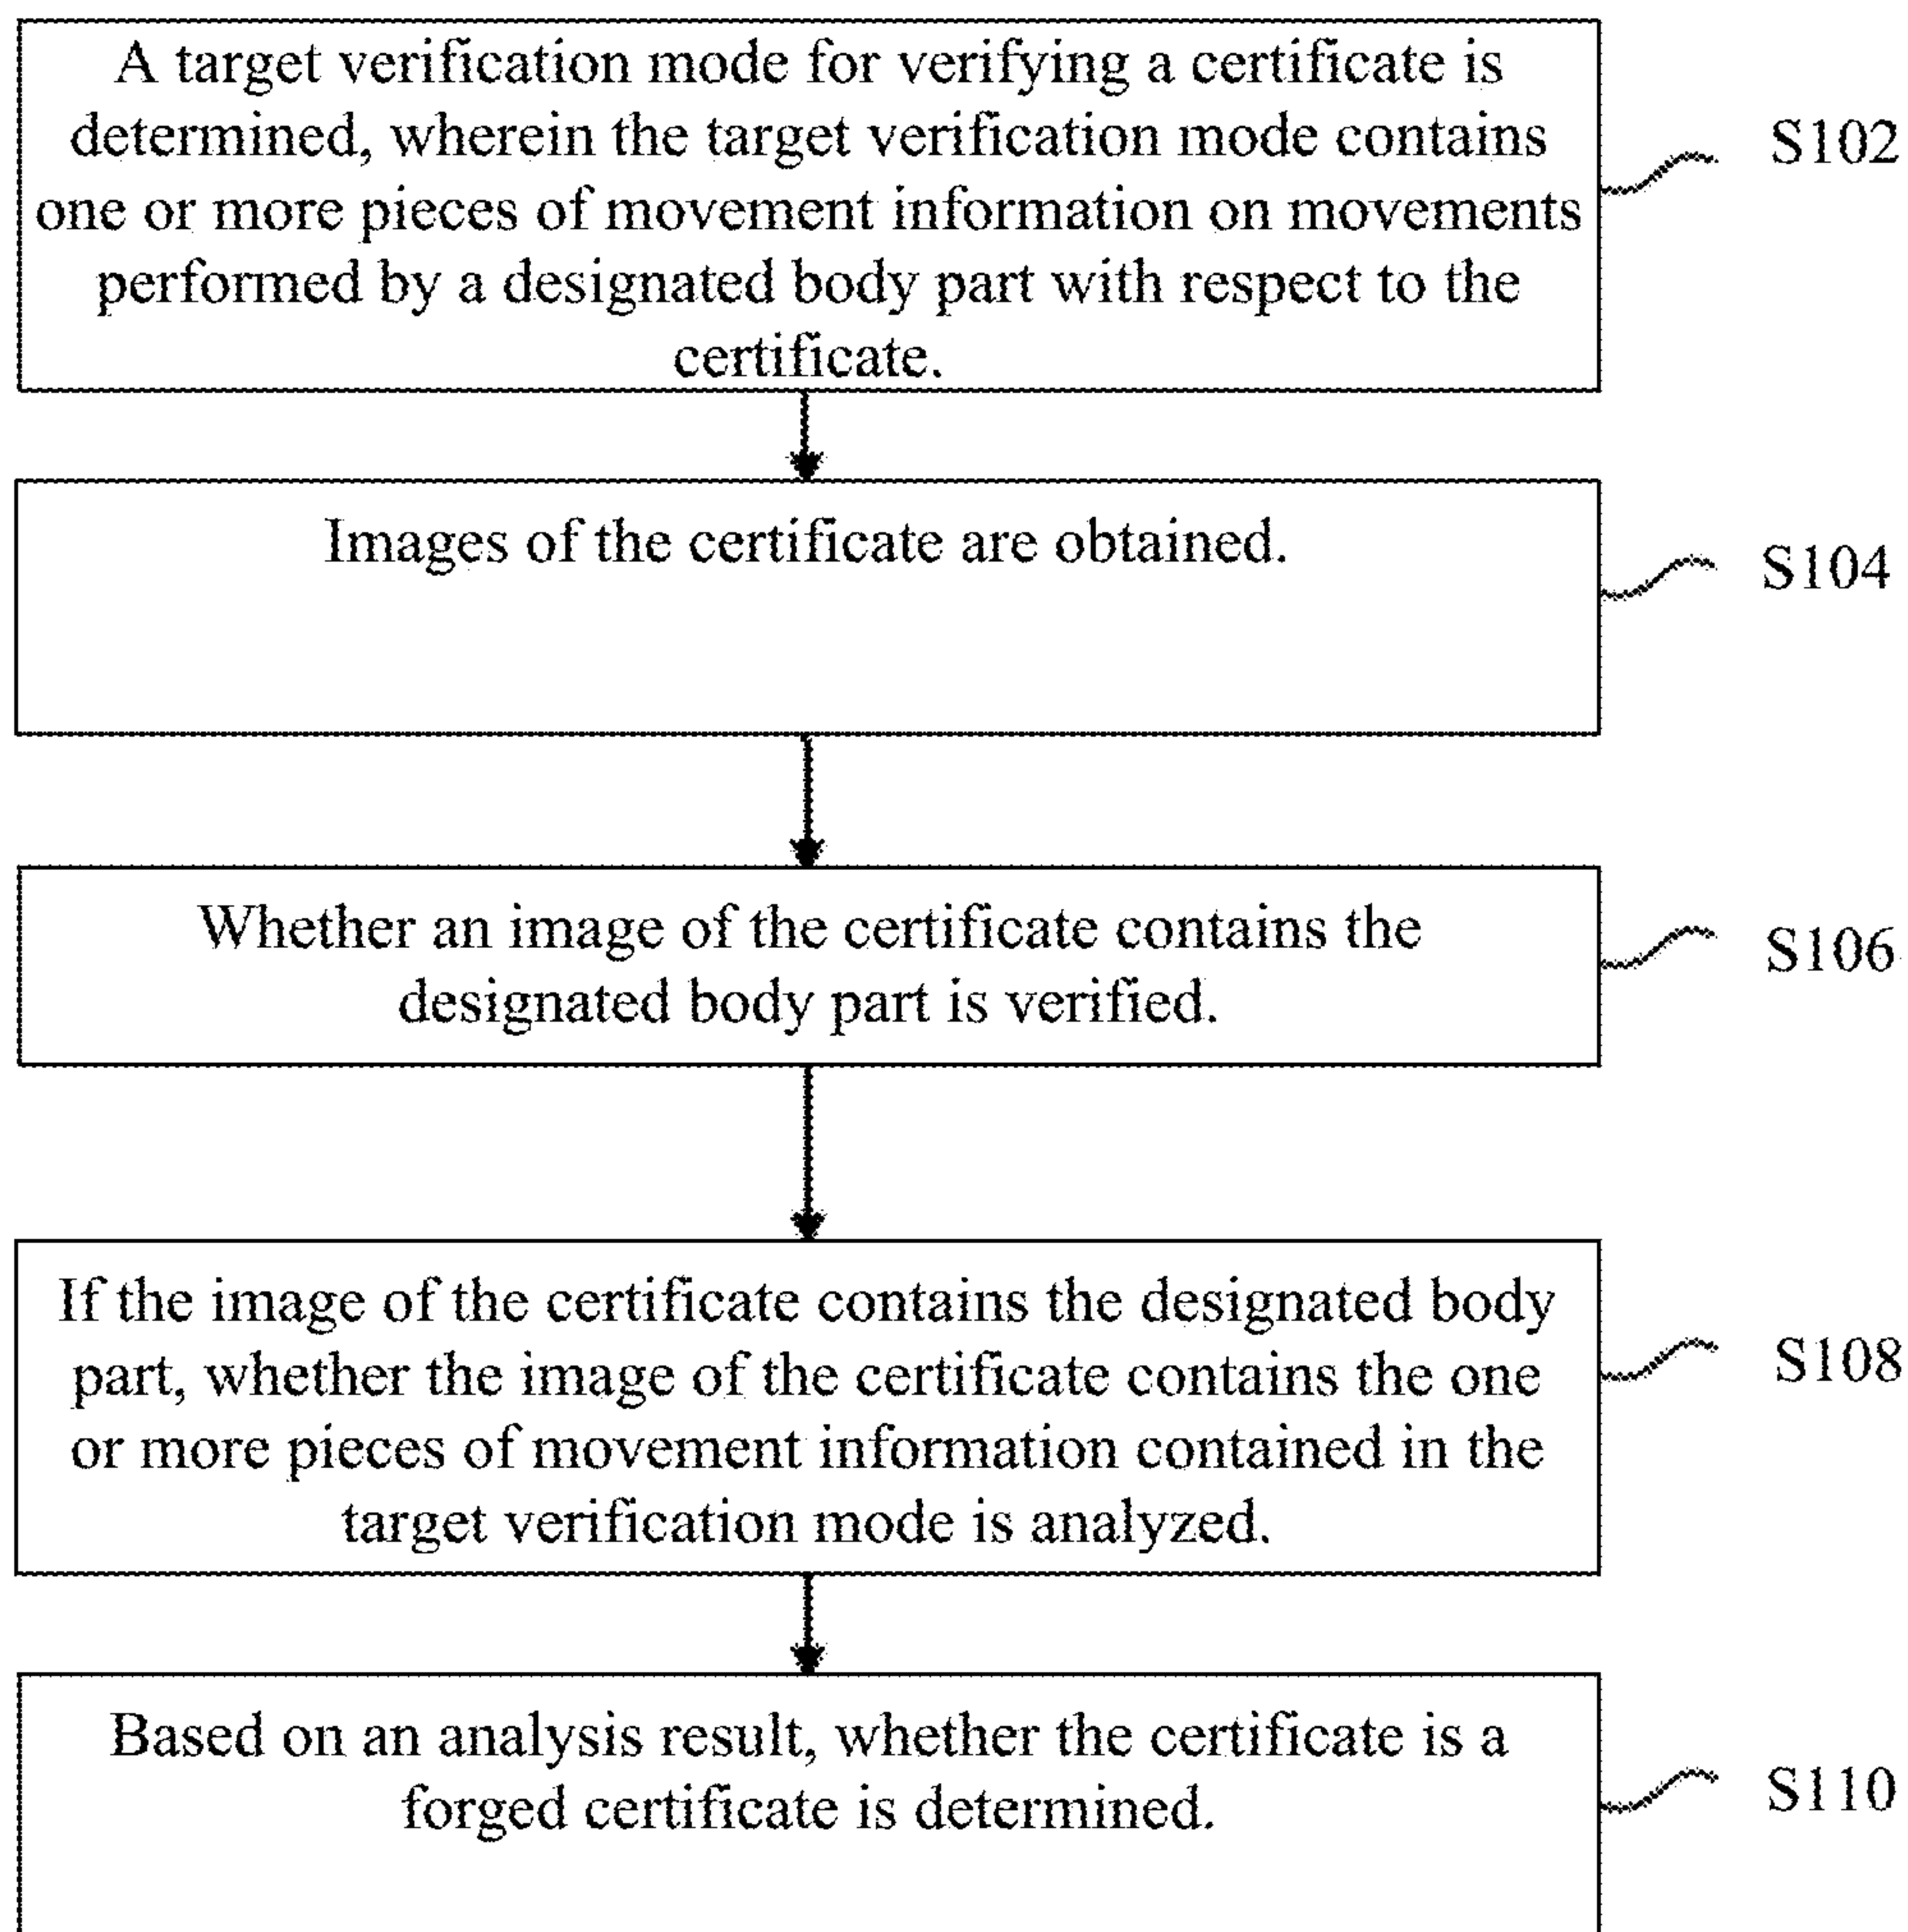 A target verification mode for verifying a certificate is
determined, wherein the target verification mode contains
one or more pieces of movement information on movements
performed by a designated body part with respect to the
certificate.
S102
Images of the certificate are obtained.
S104
Whether an image of the certificate contains the
designated body part is verified.
S106
If the image of the certificate contains the designated body
part, whether the image of the certificate contains the one
or more pieces of movement information contained in the
target verification mode is analyzed.
S108
Based on an analysis result, whether the certificate is a
forged certificate is determined.
S110